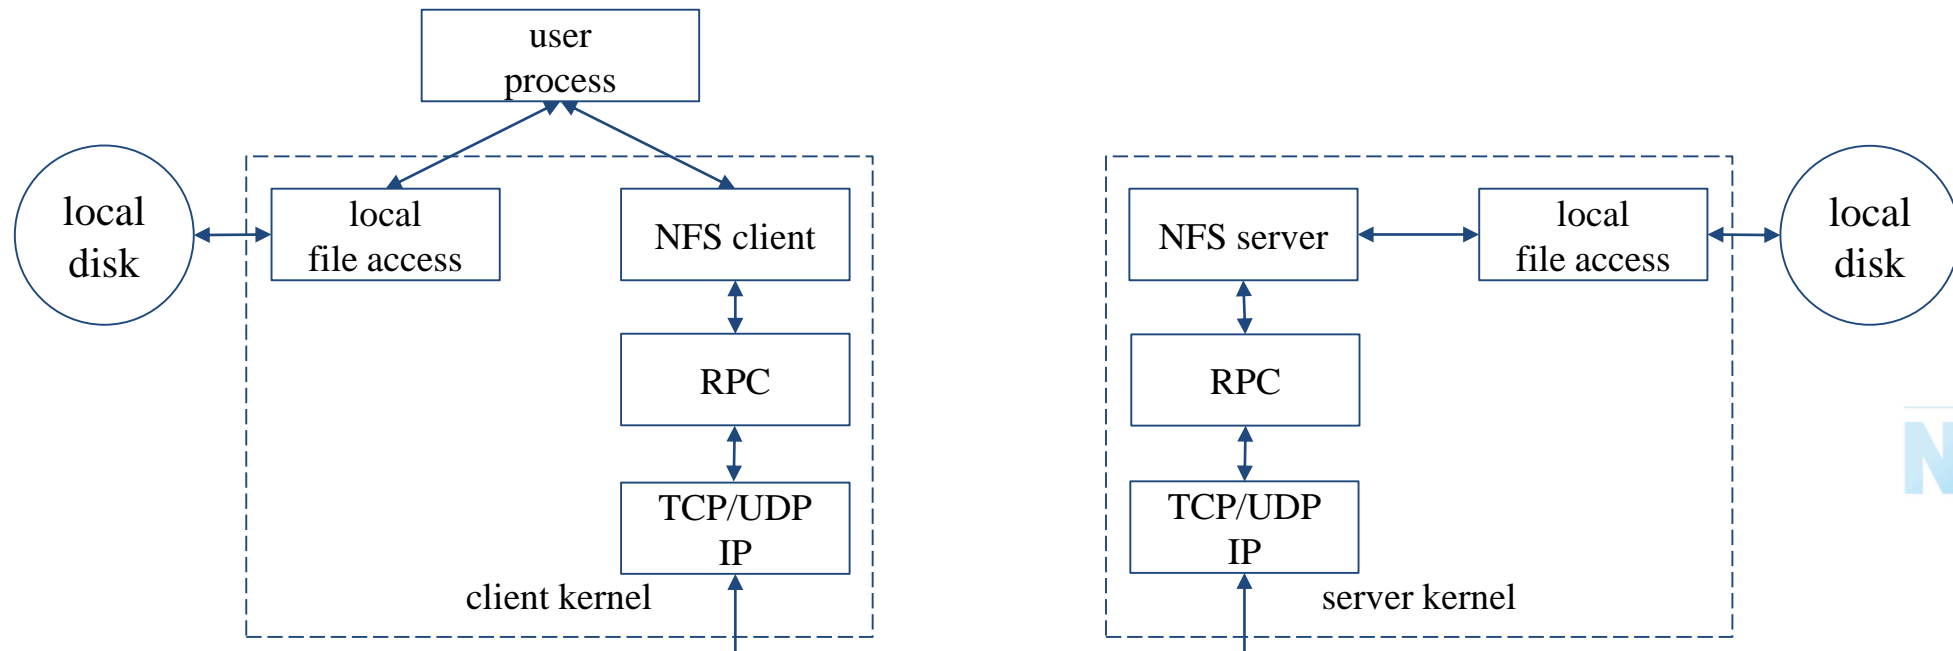 user
process
local
disk
local
file access
NFS client
NFS server
local
file access
local
disk
RPC
RPC
TCP/UDP
IP
TCP/UDP
IP
client kernel
server kernel
N